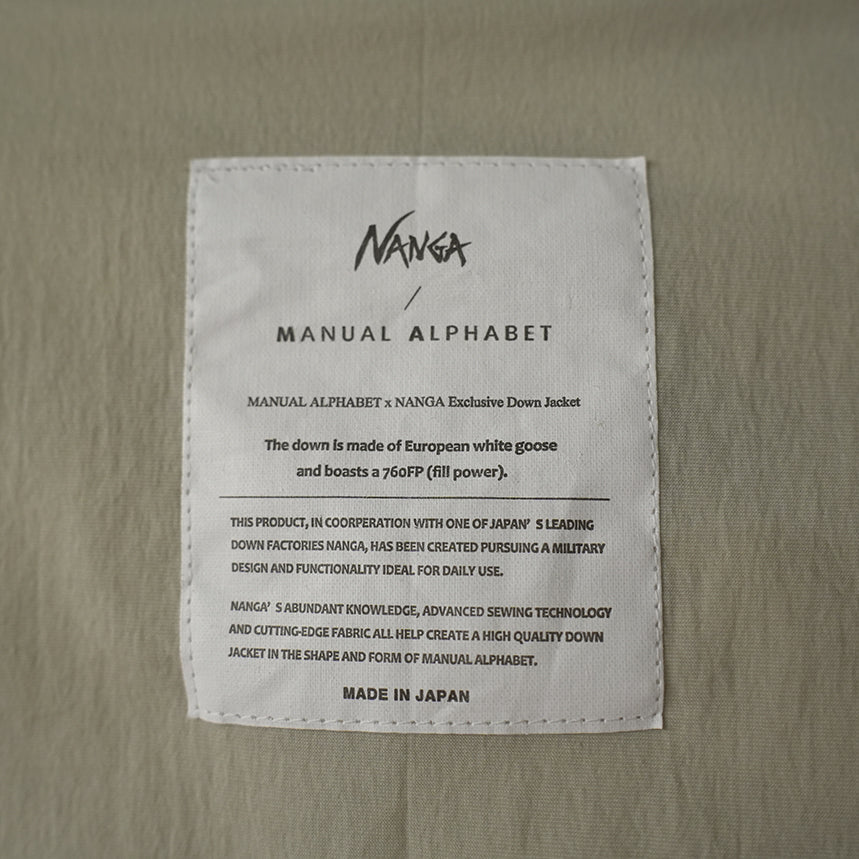 NANGA
/
MANUAL ALPHABET
MANUAL ALPHABET x NANGA Exclusive Down Jacket
The down is made of European white goose
and boasts a 760FP (fill power).
THIS PRODUCT, IN COORPERATION WITH ONE OF JAPAN' S LEADING
DOWN FACTORIES NANGA, HAS BEEN CREATED PURSUING A MILITARY
DESIGN AND FUNCTIONALITY IDEAL FOR DAILY USE.
NANGA' S ABUNDANT KNOWLEDGE, ADVANCED SEWING TECHNOLOGY
AND CUTTING-EDGE FABRIC ALL HELP CREATE A HIGH QUALITY DOWN
JACKET IN THE SHAPE AND FORM OF MANUAL ALPHABET.
MADE IN JAPAN